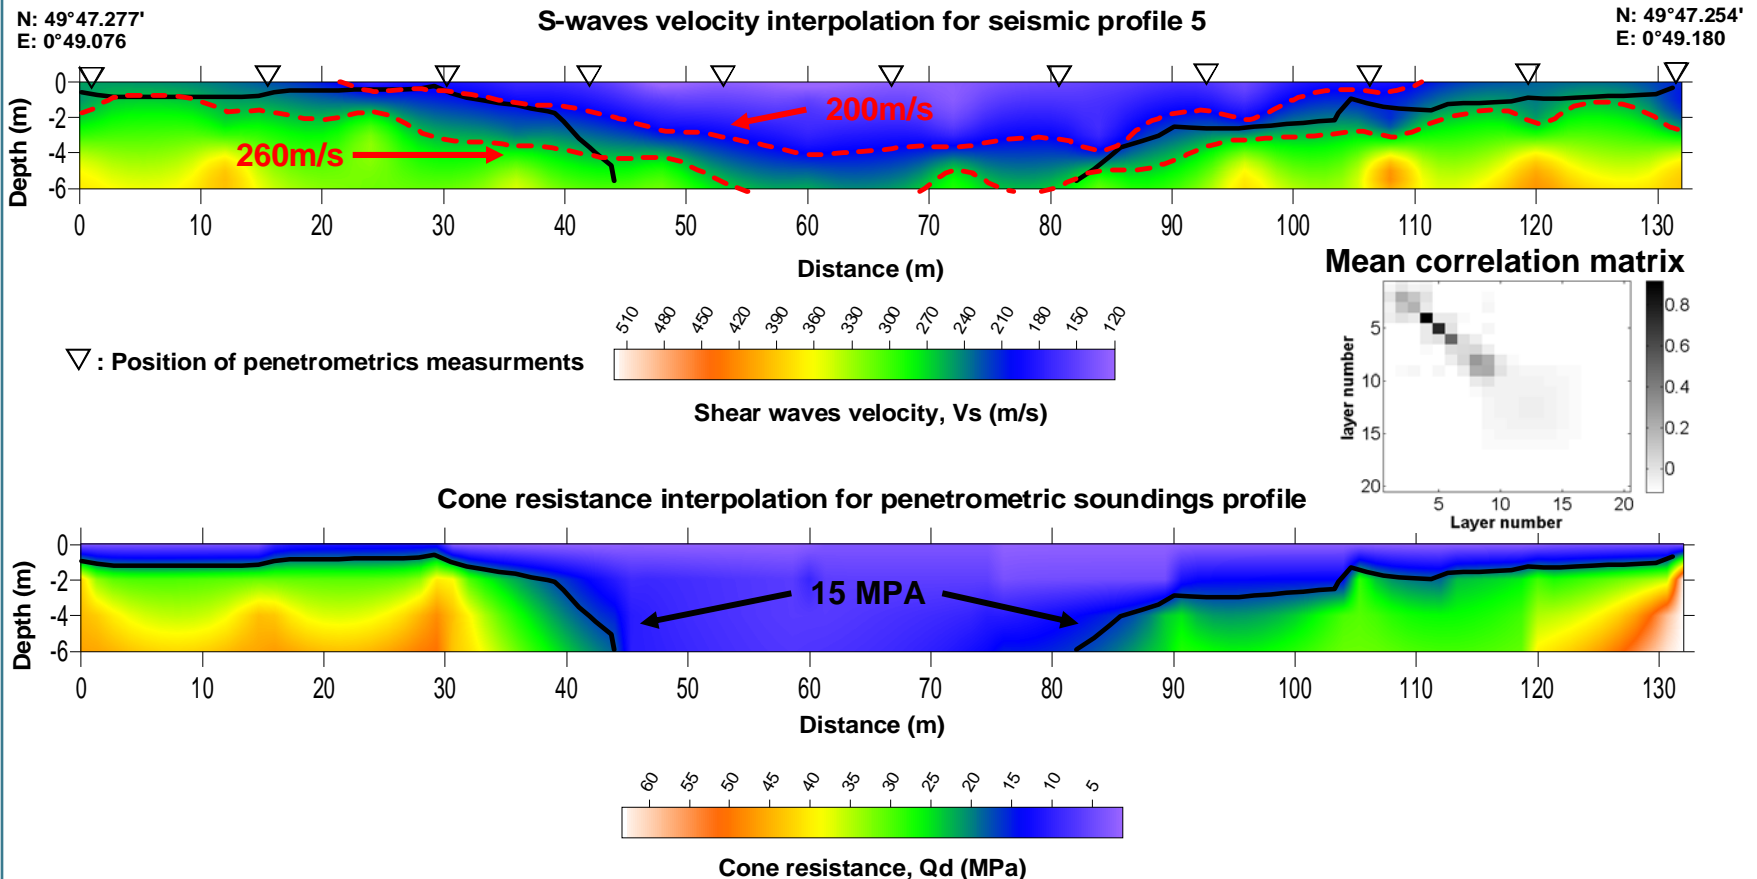 N: 49°47.277'
E: 0°49.076
S-waves velocity interpolation for seismic profile 5
N: 49°47.254'
E: 0°49.180
0
-2
-4
-6
Depth (m)
200m/s
260m/s
0 10 20 30 40 50 60 70 80 90 100 110 120 130
Distance (m)
510 480 450 420 390 360 330 300 270 240 210 180 150 120
Shear waves velocity, Vs (m/s)
▽ : Position of penetrometrics measurments
Mean correlation matrix
5
10
15
20
layer number
5 10 15 20
Layer number
0.8
0.6
0.4
0.2
0
Cone resistance interpolation for penetrometric soundings profile
0
-2
-4
-6
Depth (m)
15 MPA
0 10 20 30 40 50 60 70 80 90 100 110 120 130
Distance (m)
60 55 50 45 40 35 30 25 20 15 10 5
Cone resistance, Qd (MPa)